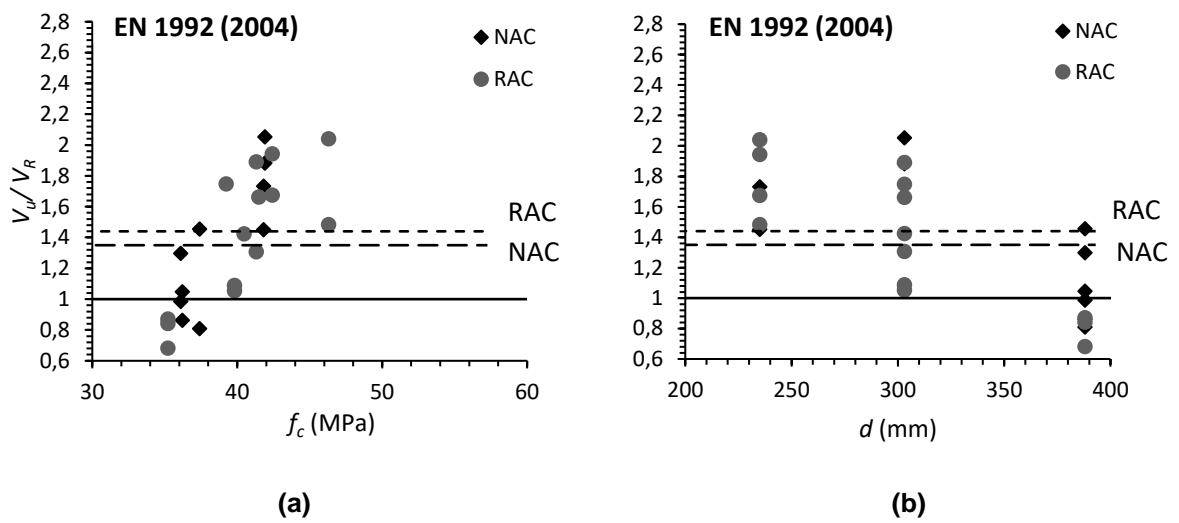 EN 1992 (2004)
NAC
RAC
2,8
2,6
2,4
2,2
2
1,8
1,6
1,4
1,2
1
0,8
0,6
V_u/ V_R
RAC
NAC
30
40
50
60
f_c (MPa)
(a)
EN 1992 (2004)
NAC
RAC
2,8
2,6
2,4
2,2
2
1,8
1,6
1,4
1,2
1
0,8
0,6
RAC
NAC
200
250
300
350
400
d (mm)
(b)